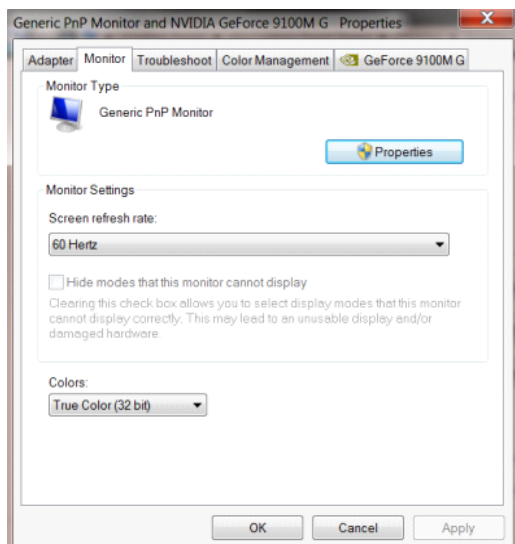 Generic PnP Monitor and NVIDIA GeForce 9100M G Properties
X
Adapter Monitor Troubleshoot Color Management GeForce 9100M G
Monitor Type
Generic PnP Monitor
Properties
Monitor Settings
Screen refresh rate:
60 Hertz
Hide modes that this monitor cannot display
Clearing this check box allows you to select display modes that this monitor
cannot display correctly. This may lead to an unusable display and/or
damaged hardware.
Colors:
True Color (32 bit)
OK Cancel Apply